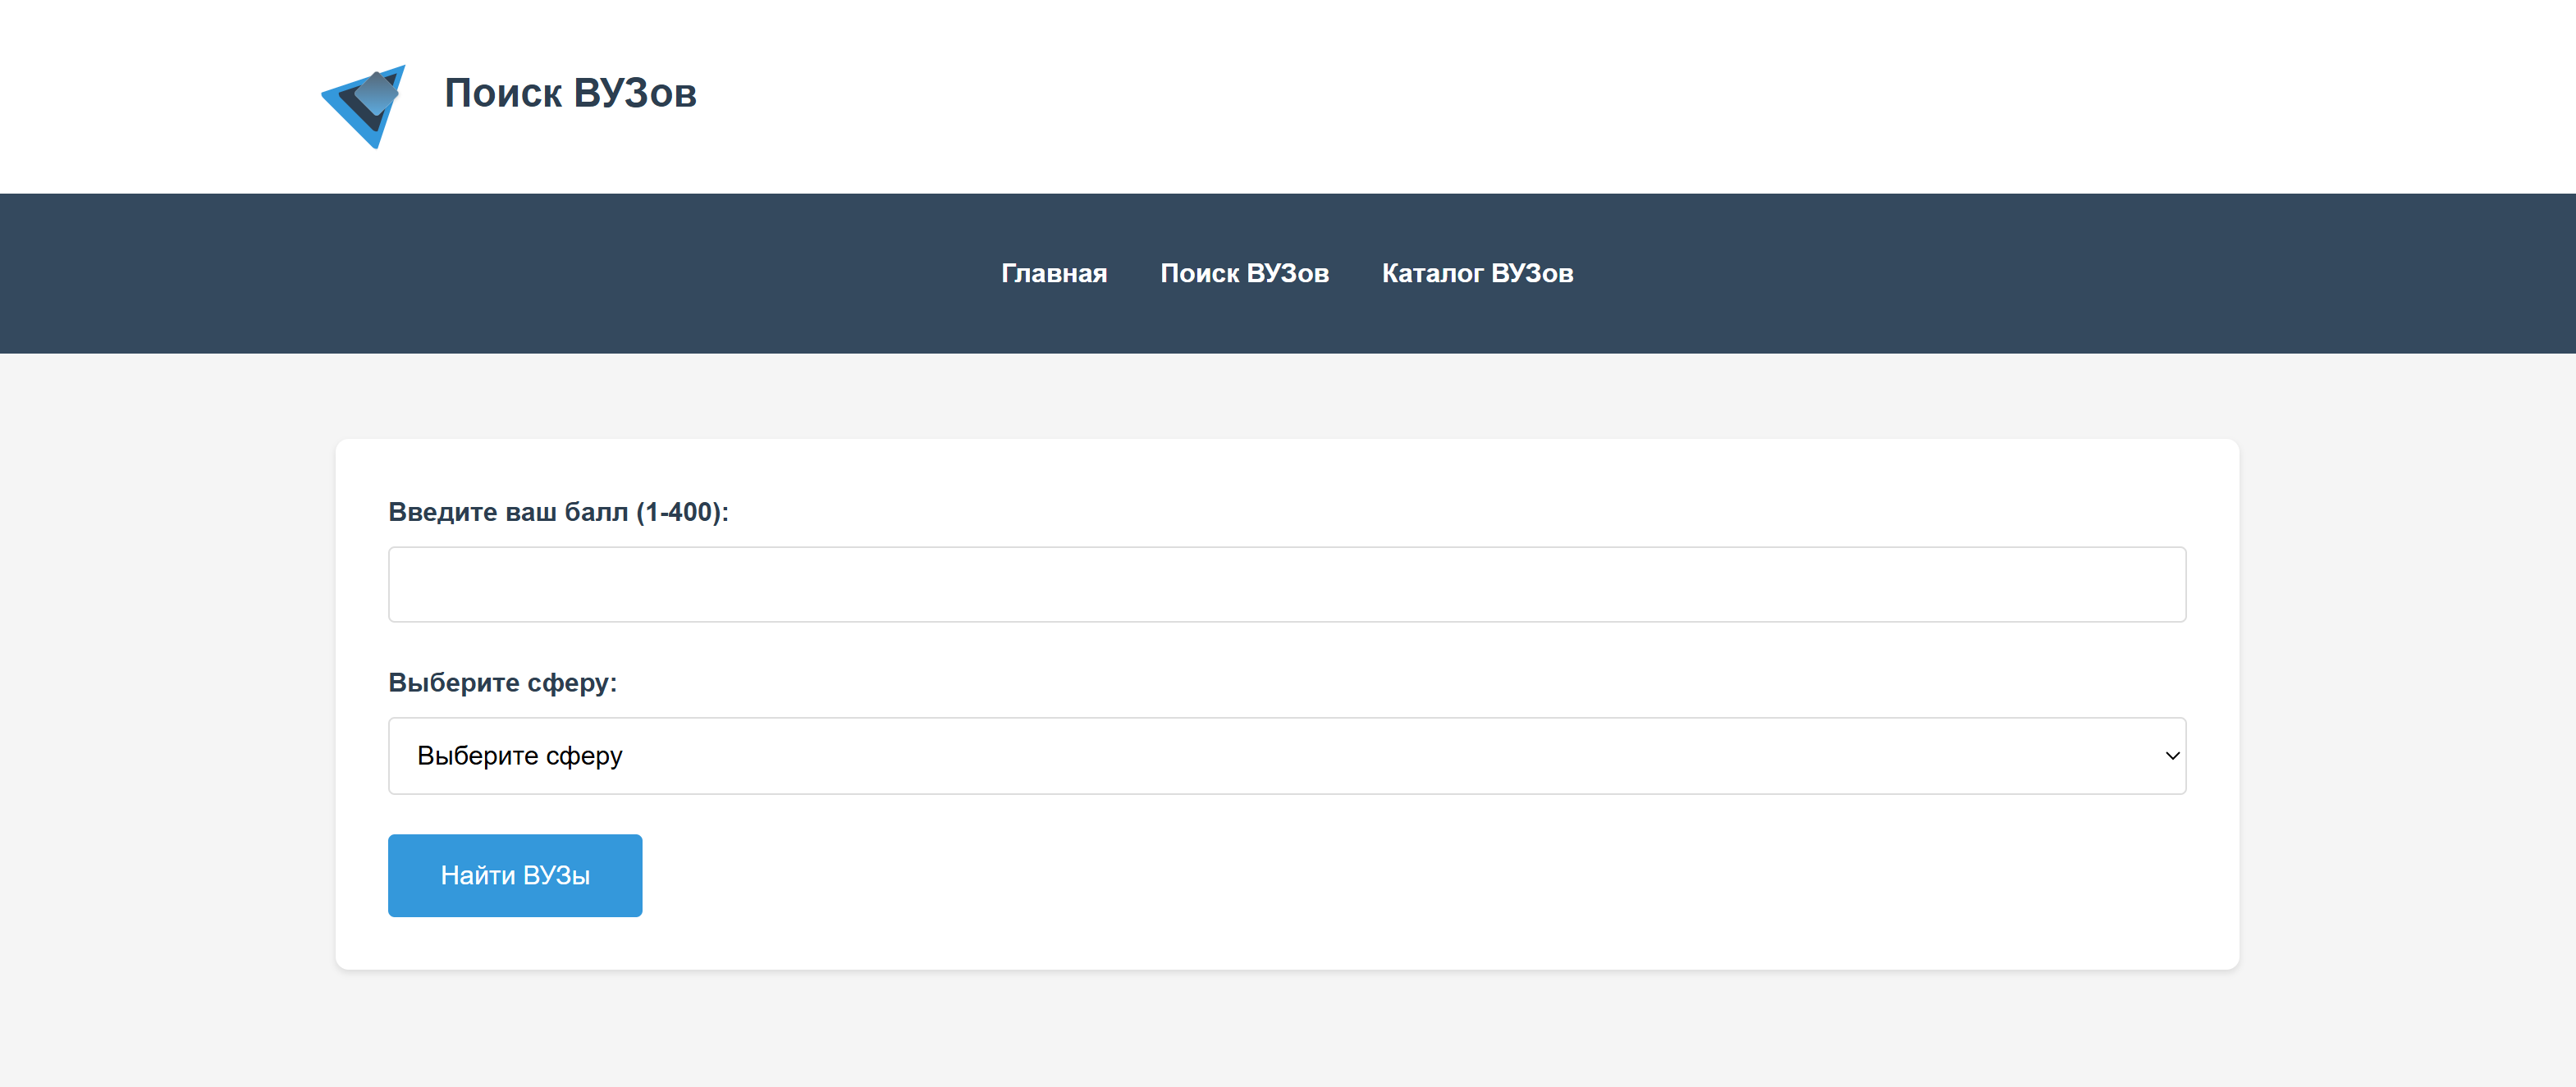 Поиск ВУЗов
Главная Поиск ВУЗов Каталог ВУЗов
Введите ваш балл (1-400):
Выберите сферу:
Выберите сферу
Найти ВУЗы